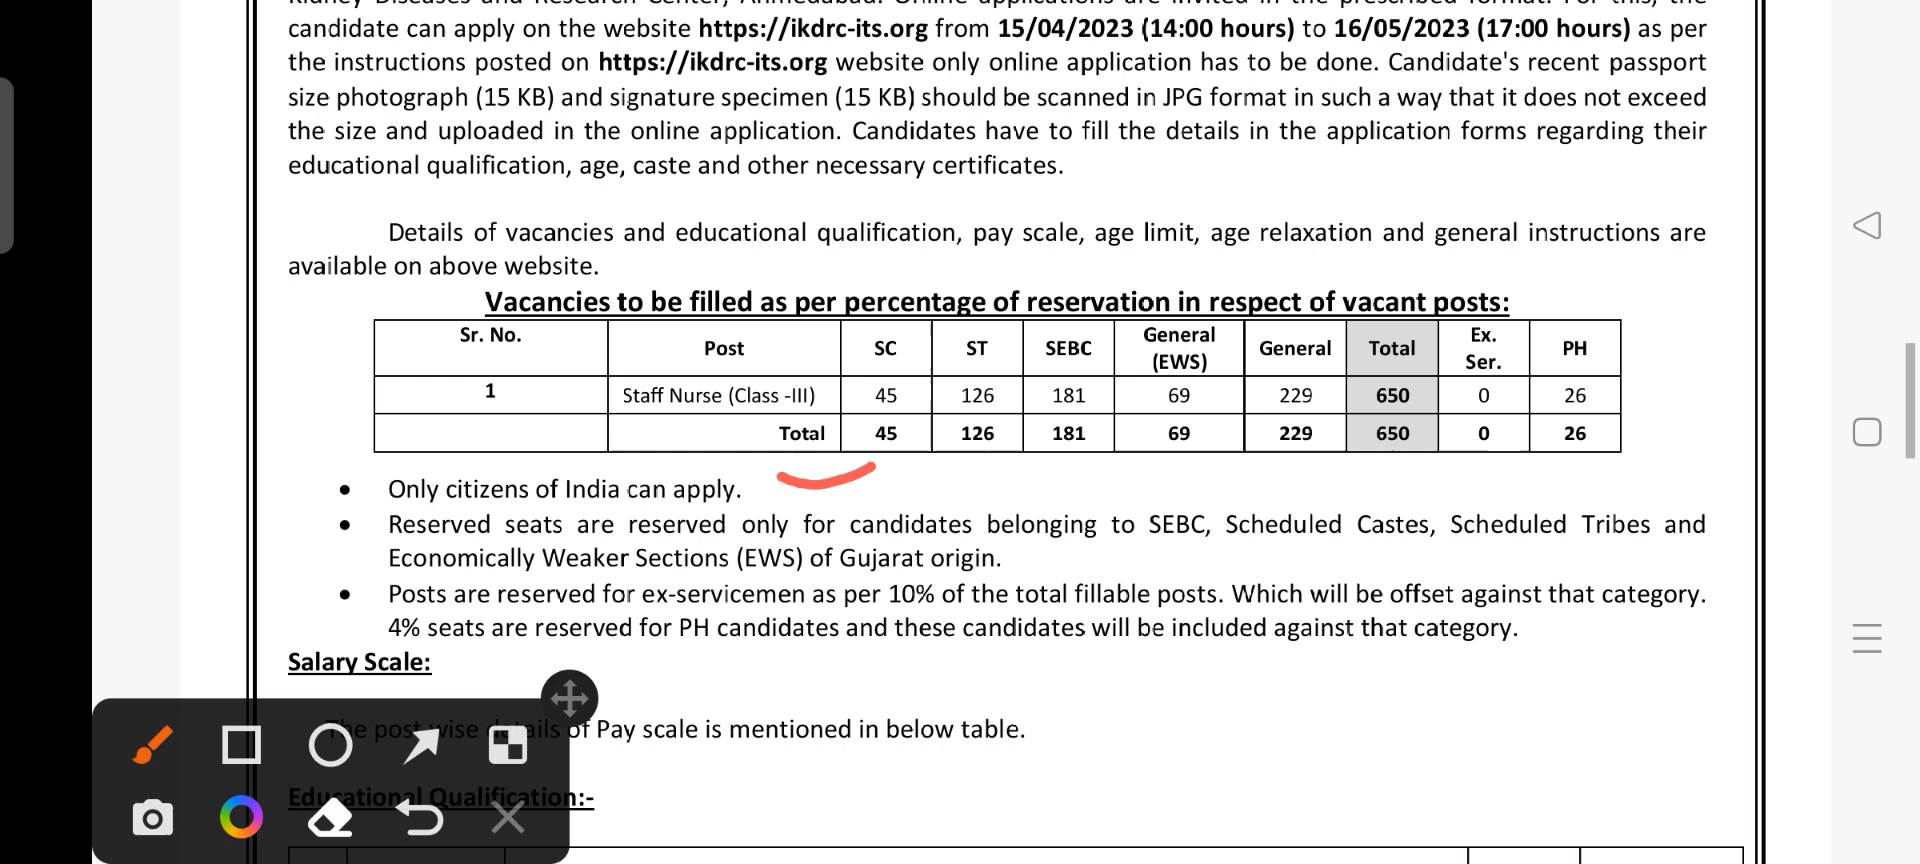 candidate can apply on the website https://ikdrc-its.org from 15/04/2023 (14:00 hours) to 16/05/2023 (17:00 hours) as per
the instructions posted on https://ikdrc-its.org website only online application has to be done. Candidate's recent passport
size photograph (15 KB) and signature specimen (15 KB) should be scanned in JPG format in such a way that it does not exceed
the size and uploaded in the online application. Candidates have to fill the details in the application forms regarding their
educational qualification, age, caste and other necessary certificates.
Details of vacancies and educational qualification, pay scale, age limit, age relaxation and general instructions are
available on above website.
Vacancies to be filled as per percentage of reservation in respect of vacant posts:
Sr. No. Post SC ST SEBC General (EWS) General Total Ex. Ser. PH
1 Staff Nurse (Class -III) 45 126 181 69 229 650 0 26
Total 45 126 181 69 229 650 0 26
• Only citizens of India can apply.
• Reserved seats are reserved only for candidates belonging to SEBC, Scheduled Castes, Scheduled Tribes and
Economically Weaker Sections (EWS) of Gujarat origin.
• Posts are reserved for ex-servicemen as per 10% of the total fillable posts. Which will be offset against that category.
4% seats are reserved for PH candidates and these candidates will be included against that category.
Salary Scale:
The post wise details of Pay scale is mentioned in below table.
Educational Qualification:-